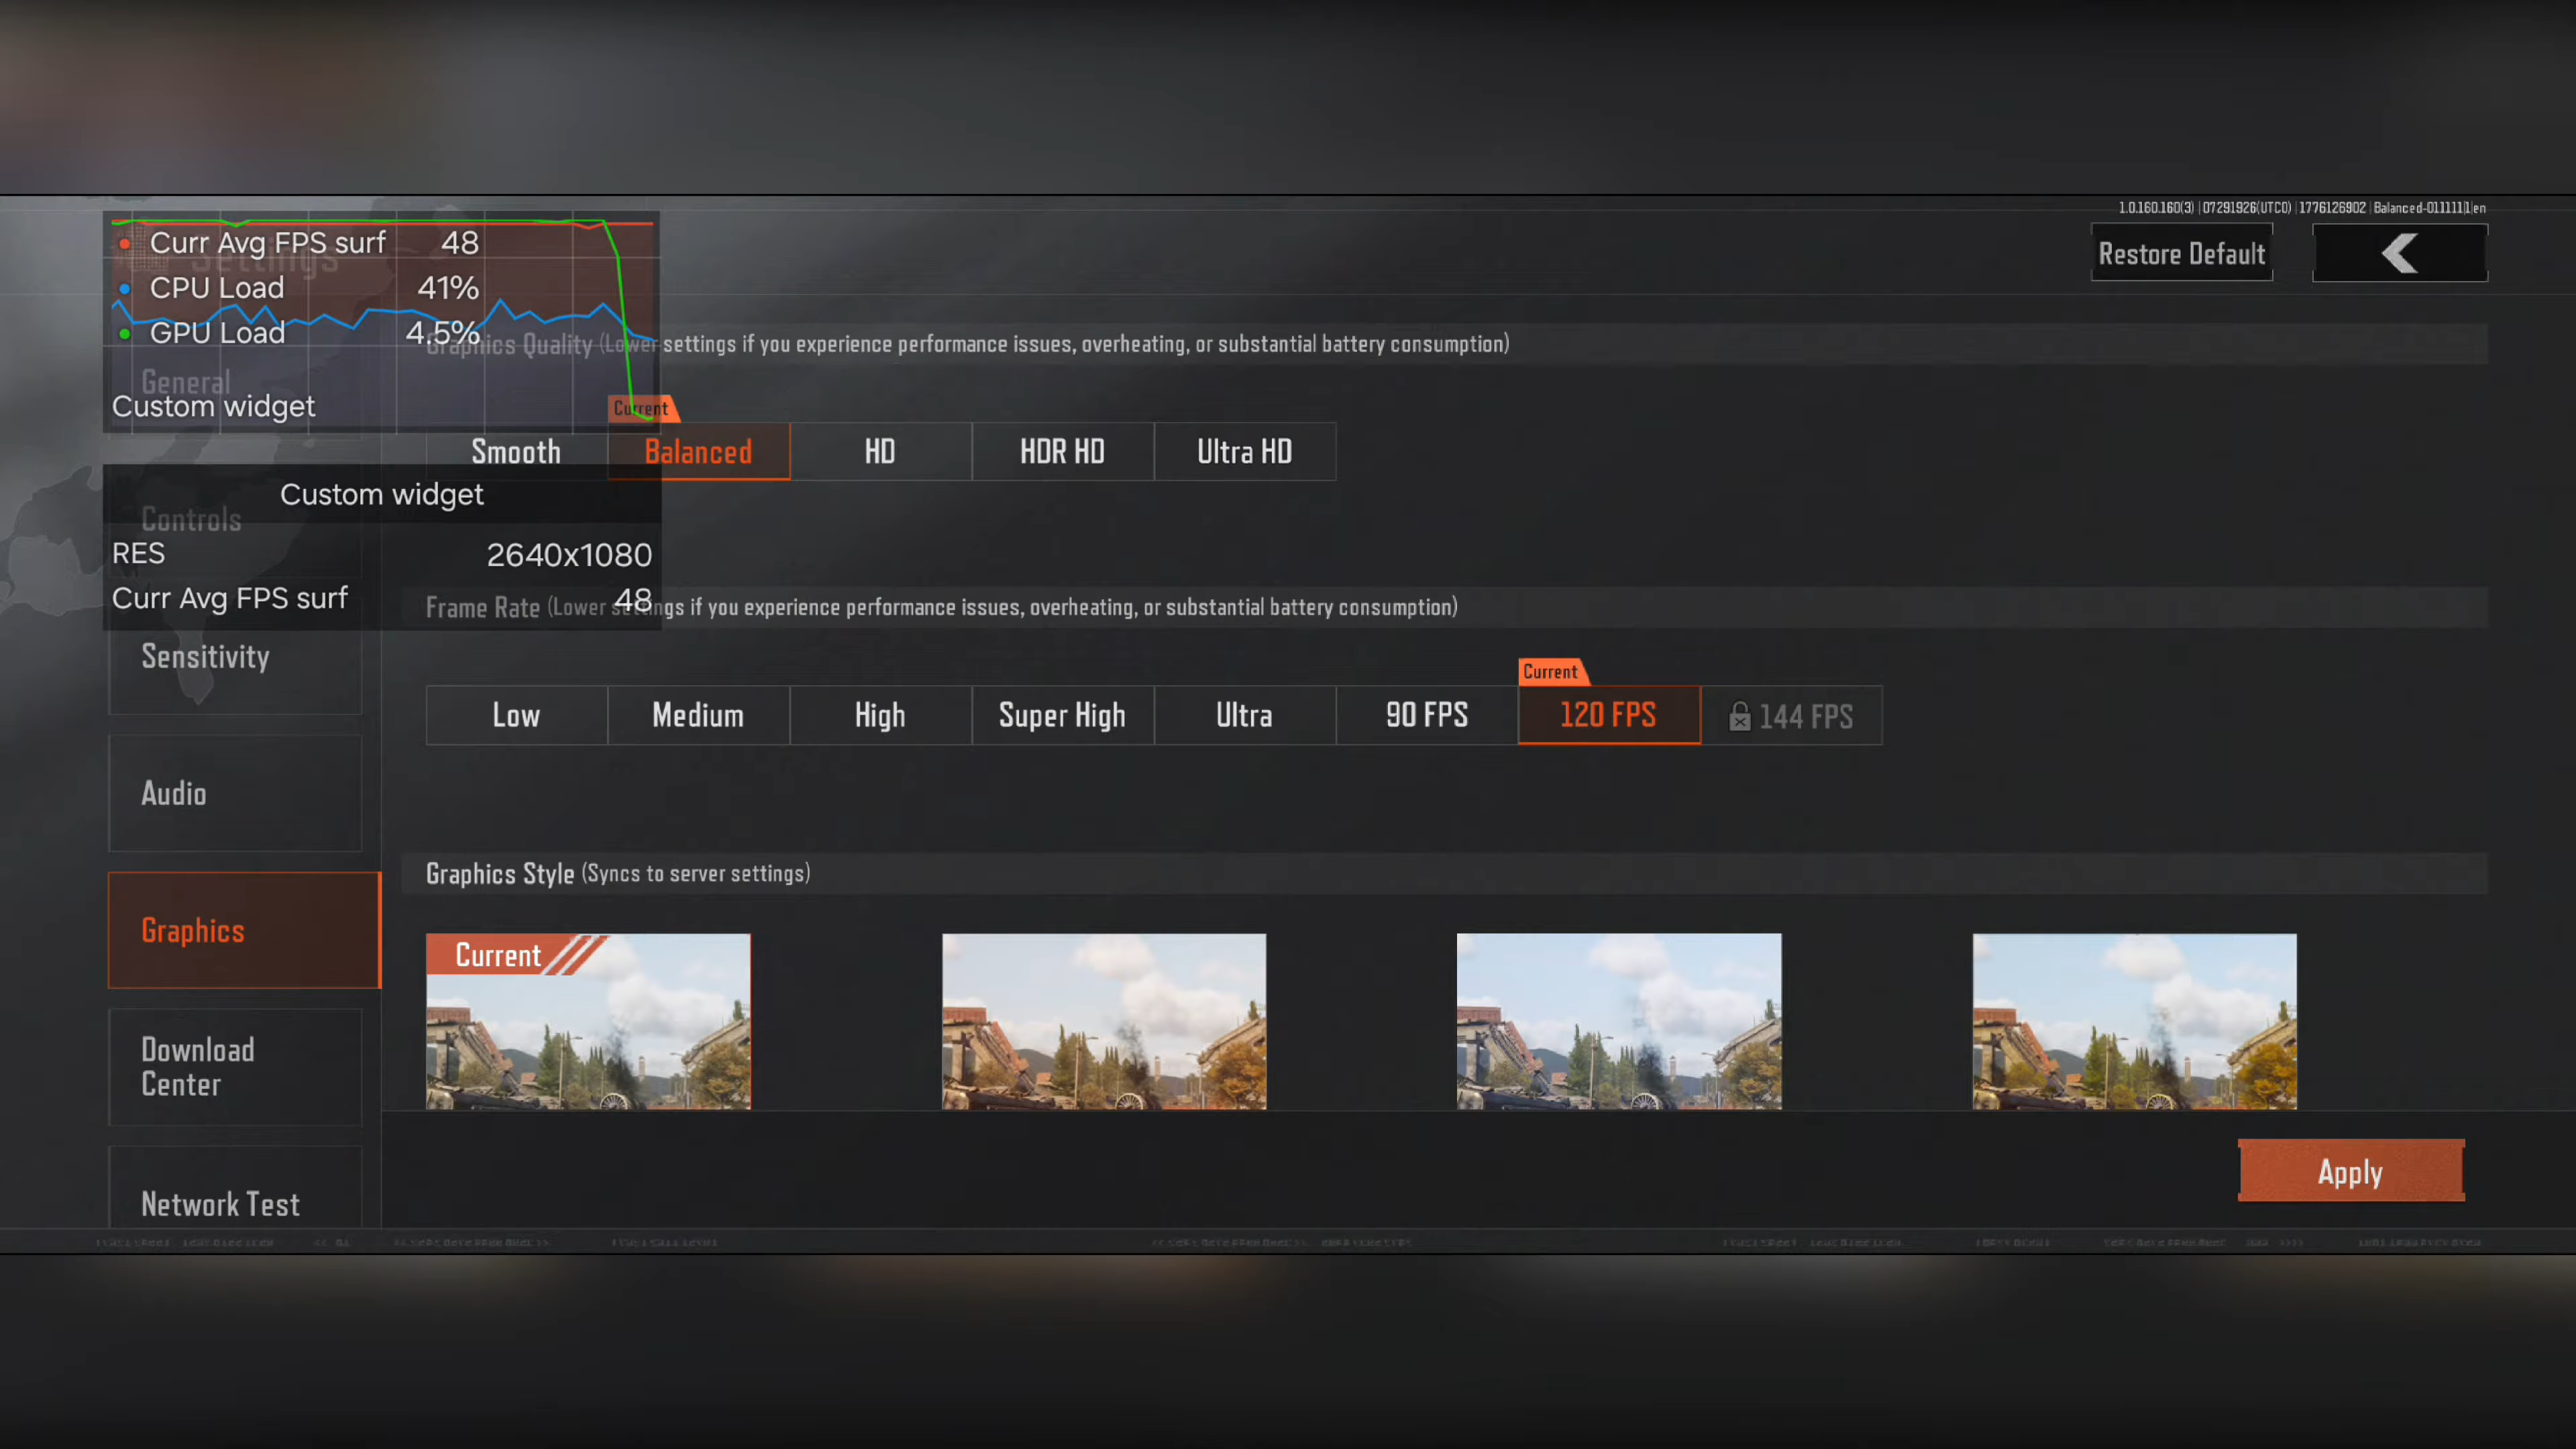 1.0.160.160(3) | 07291926(UTC0) | 1776126902 | Balanced-011111|1|en
Settings
Restore Default
Curr Avg FPS surf 48
CPU Load 41%
GPU Load 4.5%
Custom widget
Graphics Quality (Lower settings if you experience performance issues, overheating, or substantial battery consumption)
General
Current
Smooth
Balanced
HD
HDR HD
Ultra HD
Custom widget
Controls
RES 2640x1080
Curr Avg FPS surf 48
Frame Rate (Lower settings if you experience performance issues, overheating, or substantial battery consumption)
Sensitivity
Current
Low
Medium
High
Super High
Ultra
90 FPS
120 FPS
144 FPS
Audio
Graphics Style (Syncs to server settings)
Graphics
Current
Download
Center
Network Test
Apply